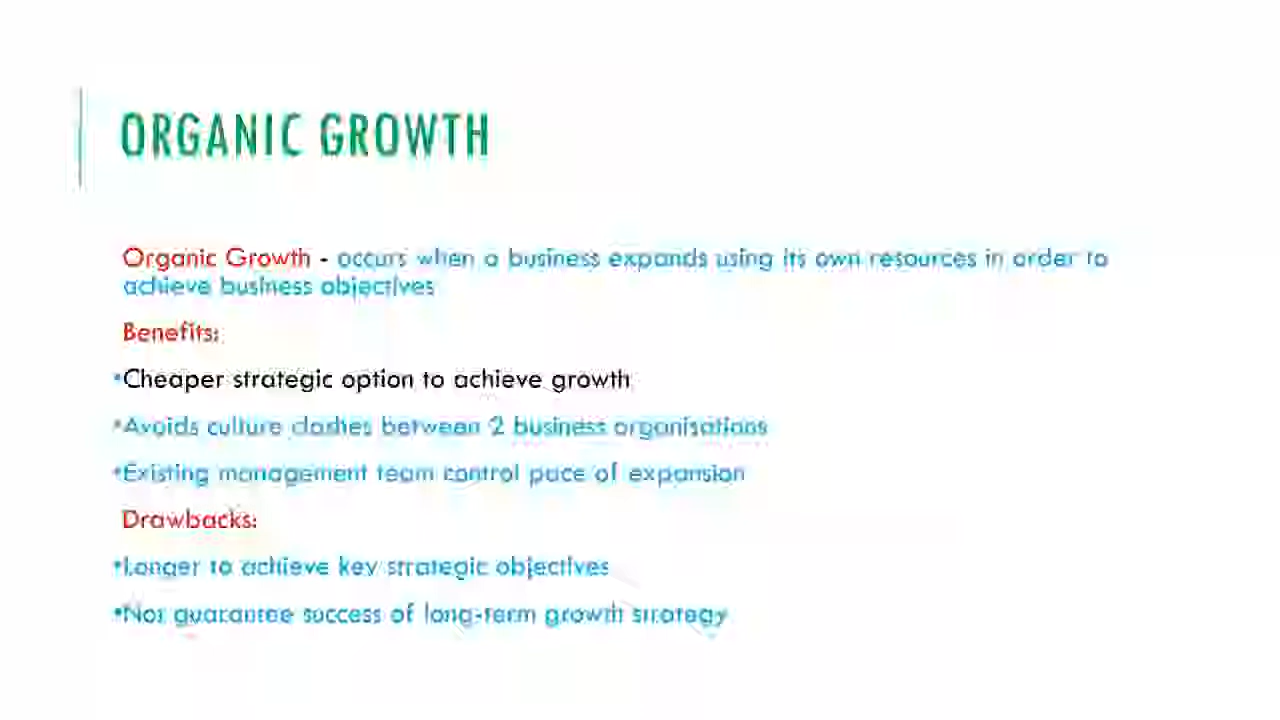 ORGANIC GROWTH
Organic Growth - occurs when a business expands using its own resources in order to
achieve business objectives
Benefits:
•Cheaper strategic option to achieve growth
•Avoids culture clashes between 2 business organisations
•Existing management team control pace of expansion
Drawbacks:
•Longer to achieve key strategic objectives
•Not guarantee success of long-term growth strategy